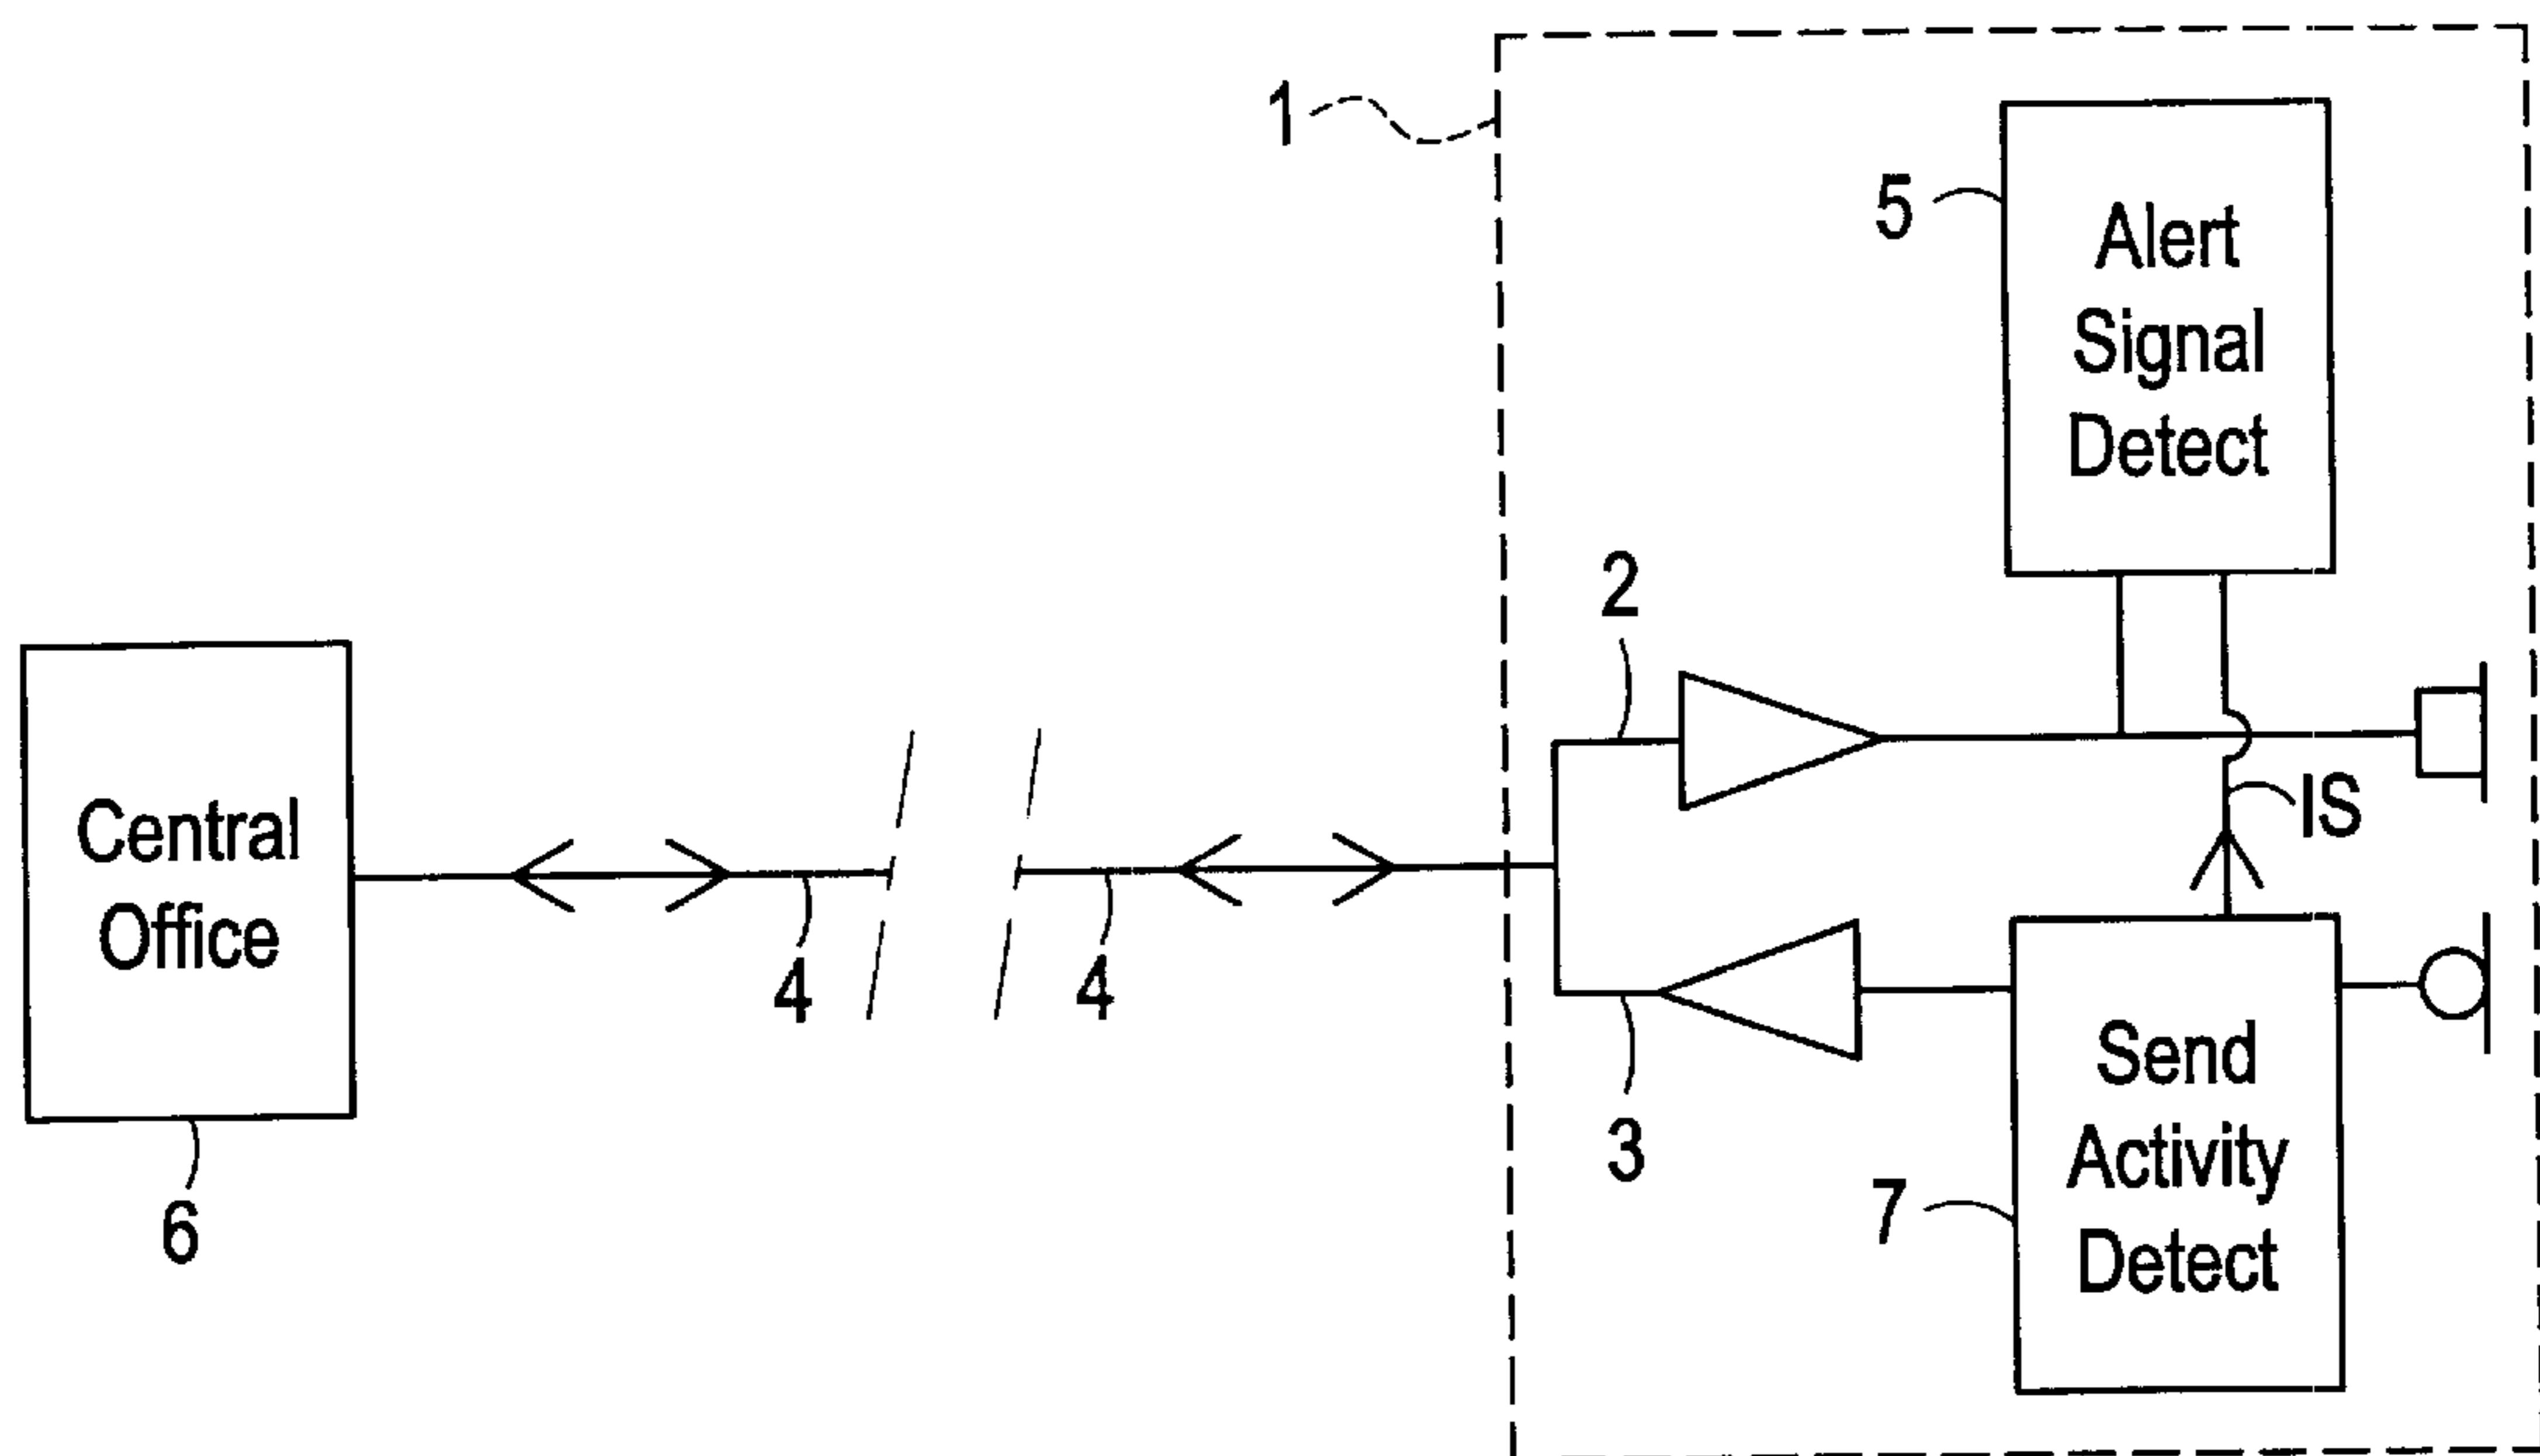 1
5
Alert
Signal
Detect
2
Central
Office
IS
4
4
3
Send
Activity
Detect
7
6